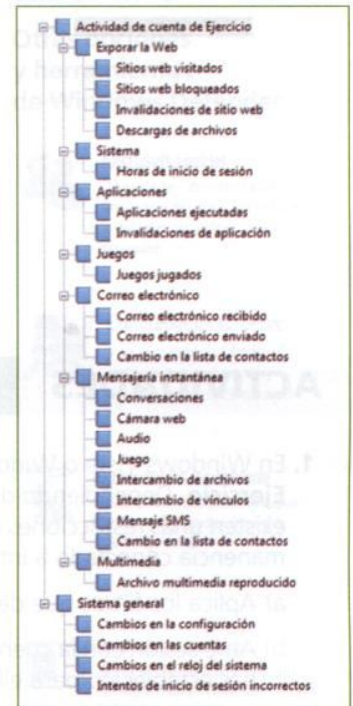 Actividad de cuenta de Ejercicio
Exporar la Web
Sitios web visitados
Sitios web bloqueados
Invalidaciones de sitio web
Descargas de archivos
Sistema
Horas de inicio de sesión
Aplicaciones
Aplicaciones ejecutadas
Invalidaciones de aplicación
Juegos
Juegos jugados
Correo electrónico
Correo electrónico recibido
Correo electrónico enviado
Cambio en la lista de contactos
Mensajería instantánea
Conversaciones
Cámara web
Audio
Juego
Intercambio de archivos
Intercambio de vínculos
Mensaje SMS
Cambio en la lista de contactos
Multimedia
Archivo multimedia reproducido
Sistema general
Cambios en la configuración
Cambios en las cuentas
Cambios en el reloj del sistema
Intentos de inicio de sesión incorrectos